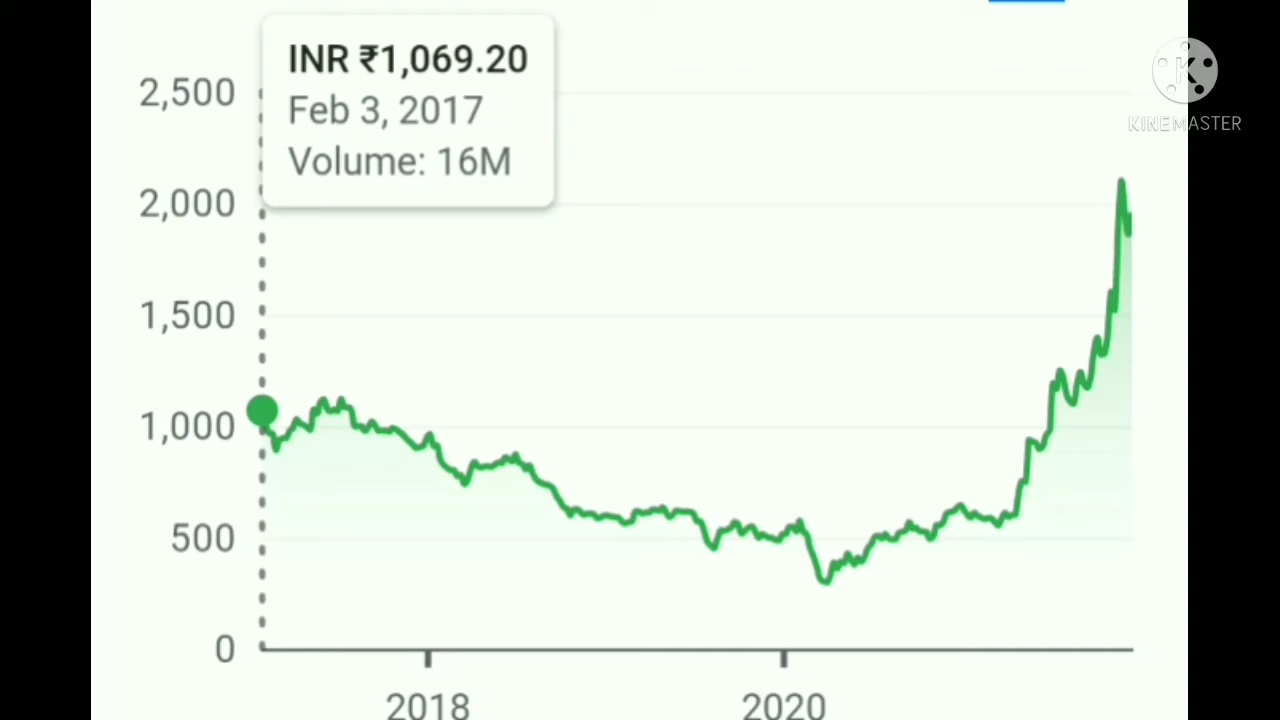 INR ₹1,069.20
Feb 3, 2017
Volume: 16M
2,500
2,000
1,500
1,000
500
0
2018
2020
K
KINEMASTER